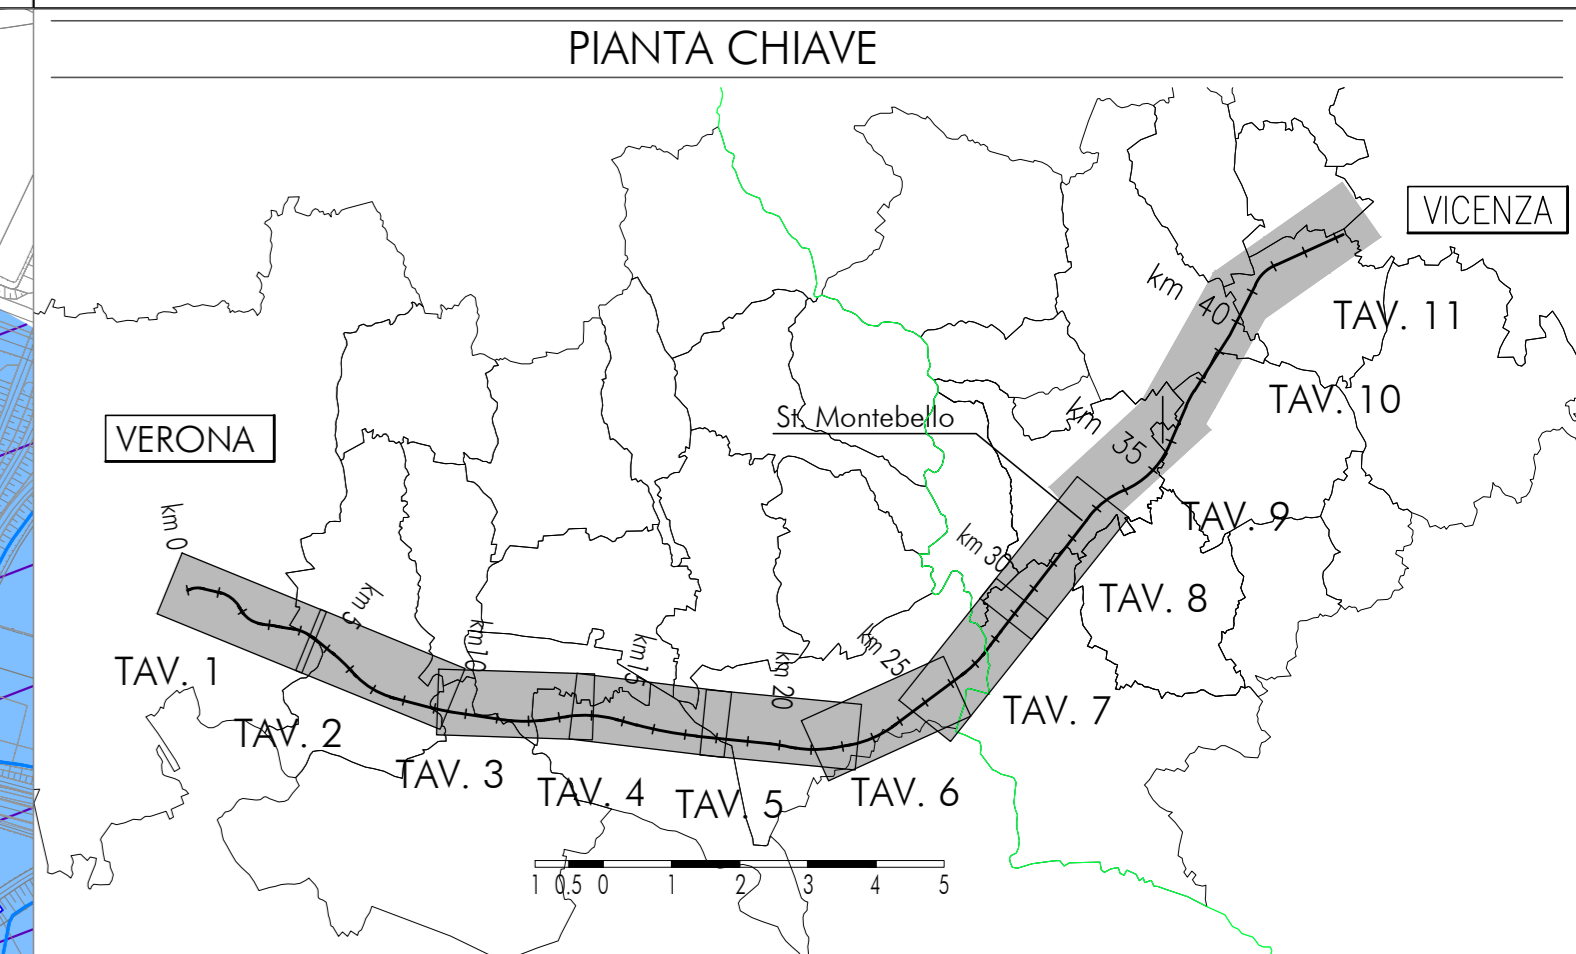 PIANTA CHIAVE
VICENZA
km 40
TAV. 11
TAV. 10
km 35
St. Montebello
VERONA
TAV. 9
km 0
km 30
TAV. 8
km 5
km 10
km 15
km 20
km 25
TAV. 1
TAV. 7
TAV. 2
TAV. 3
TAV. 4
TAV. 5
TAV. 6
1 0.5 0 1 2 3 4 5